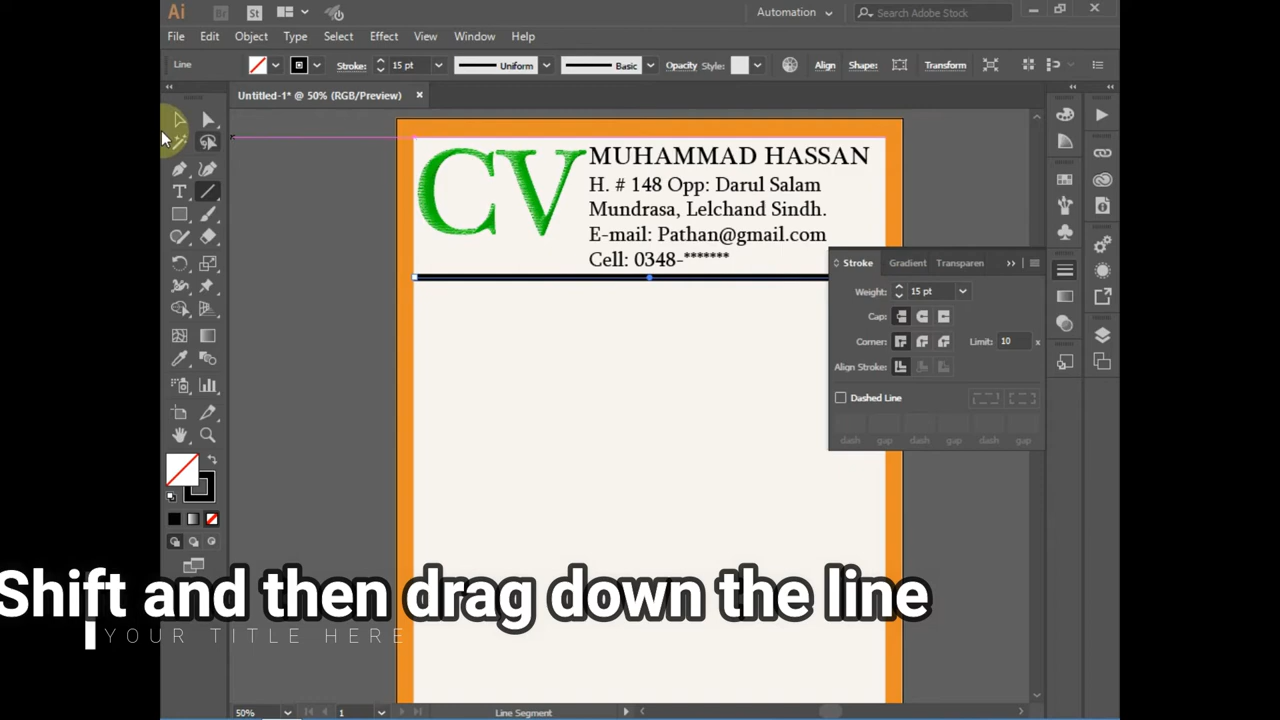 Ai Br St Automation Search Adobe Stock
File Edit Object Type Select Effect View Window Help
Line Stroke: 15 pt Uniform Basic Opacity Style: Align Shape: Transform
Untitled-1* @ 50% (RGB/Preview)
CV
MUHAMMAD HASSAN
H. # 148 Opp: Darul Salam
Mundrasa, Lelchand Sindh.
E-mail: Pathan@gmail.com
Cell: 0348-*******
Stroke Gradient Transparen
Weight: 15 pt
Cap:
Corner: Limit: 10 x
Align Stroke:
Dashed Line
dash gap dash gap dash gap
Shift and then drag down the line
YOUR TITLE HERE
50% 1 Line Segment